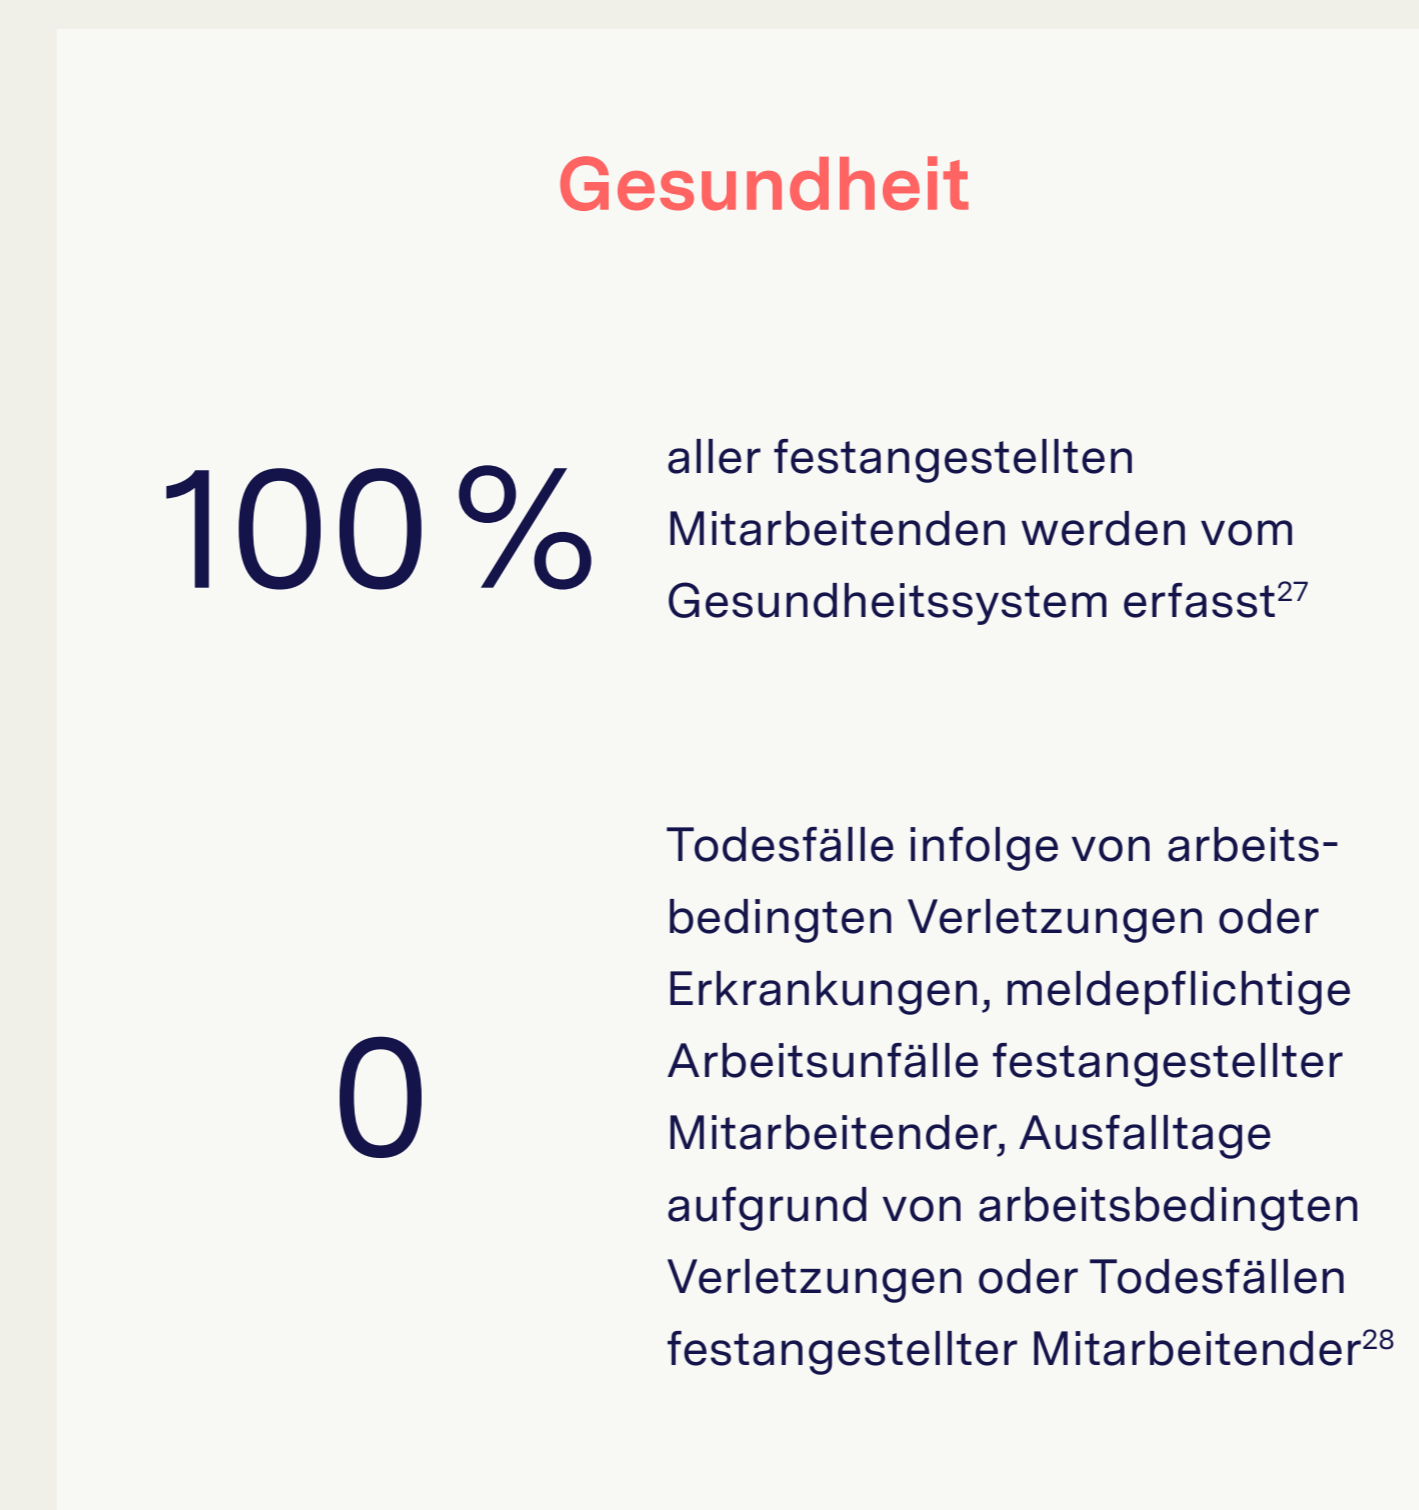 Gesundheit
100 %
aller festangestellten
Mitarbeitenden werden vom
Gesundheitssystem erfasst²⁷
0
Todesfälle infolge von arbeits-
bedingten Verletzungen oder
Erkrankungen, meldepflichtige
Arbeitsunfälle festangestellter
Mitarbeitender, Ausfalltage
aufgrund von arbeitsbedingten
Verletzungen oder Todesfällen
festangestellter Mitarbeitender²⁸